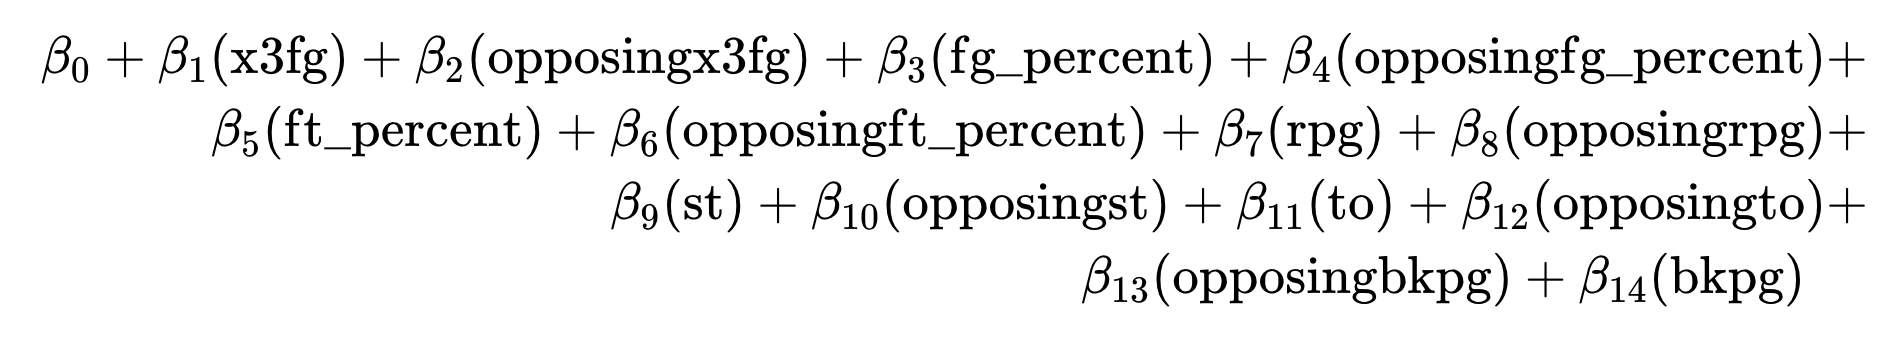 β₀ + β₁(x3fg) + β₂(opposingx3fg) + β₃(fg_percent) + β₄(opposingfg_percent)+
β₅(ft_percent) + β₆(opposingft_percent) + β₇(rpg) + β₈(opposingrpg)+
β₉(st) + β₁₀(opposingst) + β₁₁(to) + β₁₂(opposingto)+
β₁₃(opposingbkpg) + β₁₄(bkpg)